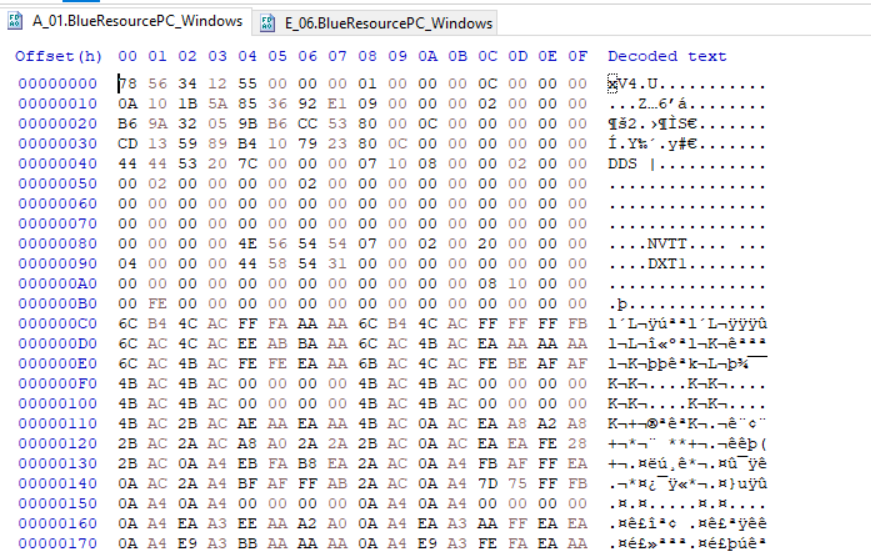 A_01.BlueResourcePC_Windows E_06.BlueResourcePC_Windows
Offset(h) 00 01 02 03 04 05 06 07 08 09 0A 0B 0C 0D 0E 0F Decoded text
00000000 78 56 34 12 55 00 00 00 01 00 00 00 0C 00 00 00 xV4.U...........
00000010 0A 10 1B 5A 85 36 92 E1 09 00 00 00 02 00 00 00 ...Z…6’á........
00000020 B6 9A 32 05 9B B6 CC 53 80 00 0C 00 00 00 00 00 ¶š2.›¶ÌS€.......
00000030 CD 13 59 89 B4 10 79 23 80 0C 00 00 00 00 00 00 Í.Y‰´.y#€.......
00000040 44 44 53 20 7C 00 00 00 07 10 08 00 00 02 00 00 DDS |...........
00000050 00 02 00 00 00 00 02 00 00 00 00 00 00 00 00 00 ................
00000060 00 00 00 00 00 00 00 00 00 00 00 00 00 00 00 00 ................
00000070 00 00 00 00 00 00 00 00 00 00 00 00 00 00 00 00 ................
00000080 00 00 00 00 4E 56 54 54 07 00 02 00 20 00 00 00 ....NVTT.... ...
00000090 04 00 00 00 44 58 54 31 00 00 00 00 00 00 00 00 ....DXT1........
000000A0 00 00 00 00 00 00 00 00 00 00 00 00 08 10 00 00 ................
000000B0 00 FE 00 00 00 00 00 00 00 00 00 00 00 00 00 00 .þ..............
000000C0 6C B4 4C AC FF FA AA AA 6C B4 4C AC FF FF FF FB l´L¬ÿúªªl´L¬ÿÿÿû
000000D0 6C AC 4C AC EE AB BA AA 6C AC 4B AC EA AA AA AA l¬L¬î«ºªl¬K¬êªªª
000000E0 6C AC 4B AC FE FE EA AA 6B AC 4C AC FE BE AF AF l¬K¬þþêªk¬L¬þ¾¯¯
000000F0 4B AC 4B AC 00 00 00 00 4B AC 4B AC 00 00 00 00 K¬K¬....K¬K¬....
00000100 4B AC 4B AC 00 00 00 00 4B AC 4B AC 00 00 00 00 K¬K¬....K¬K¬....
00000110 4B AC 2B AC AE AA EA AA 4B AC 0A AC EA A8 A2 A8 K¬+¬®ªêªK¬.¬ê¨¢¨
00000120 2B AC 2A AC A8 A0 2A 2A 2B AC 0A AC EA EA FE 28 +¬*¬¨ **+¬.¬êêþ(
00000130 2B AC 0A A4 EB FA B8 EA 2A AC 0A A4 FB AF FF EA +¬.¤ëú¸ê*¬.¤û¯ÿê
00000140 0A AC 2A A4 BF AF FF AB 2A AC 0A A4 7D 75 FF FB .¬*¤¿¯ÿ«*¬.¤}uÿû
00000150 0A A4 0A A4 00 00 00 00 0A A4 0A A4 00 00 00 00 .¤.¤.....¤.¤....
00000160 0A A4 EA A3 EE AA A2 A0 0A A4 EA A3 AA FF EA EA .¤ê£îª¢ .¤ê£ªÿêê
00000170 0A A4 E9 A3 BB AA AA AA 0A A4 E9 A3 FE FA EA AA .¤é£»ªªª.¤é£þúêª